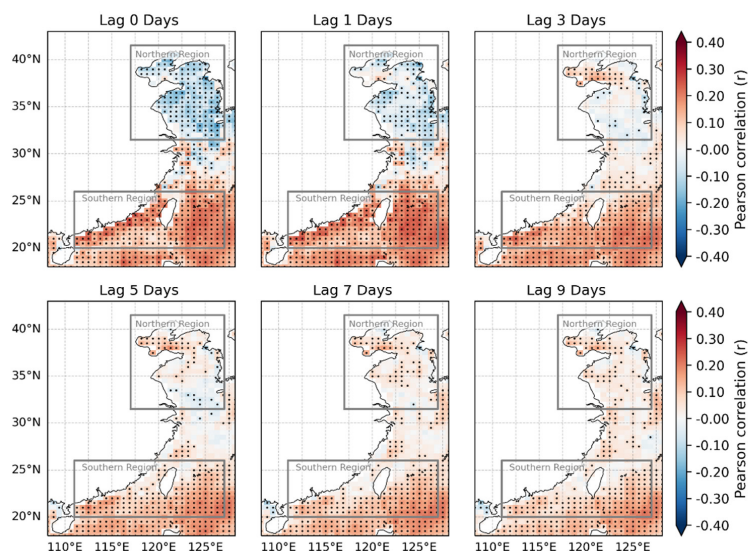 Lag 0 Days
Lag 1 Days
Lag 3 Days
40°N
35°N
30°N
25°N
20°N
Northern Region
Southern Region
Northern Region
Southern Region
Northern Region
Southern Region
0.40
0.30
0.20
0.10
-0.00
-0.10
-0.20
-0.30
-0.40
Pearson correlation (r)
Lag 5 Days
Lag 7 Days
Lag 9 Days
40°N
35°N
30°N
25°N
20°N
Northern Region
Southern Region
Northern Region
Southern Region
Northern Region
Southern Region
110°E 115°E 120°E 125°E
110°E 115°E 120°E 125°E
110°E 115°E 120°E 125°E
0.40
0.30
0.20
0.10
-0.00
-0.10
-0.20
-0.30
-0.40
Pearson correlation (r)